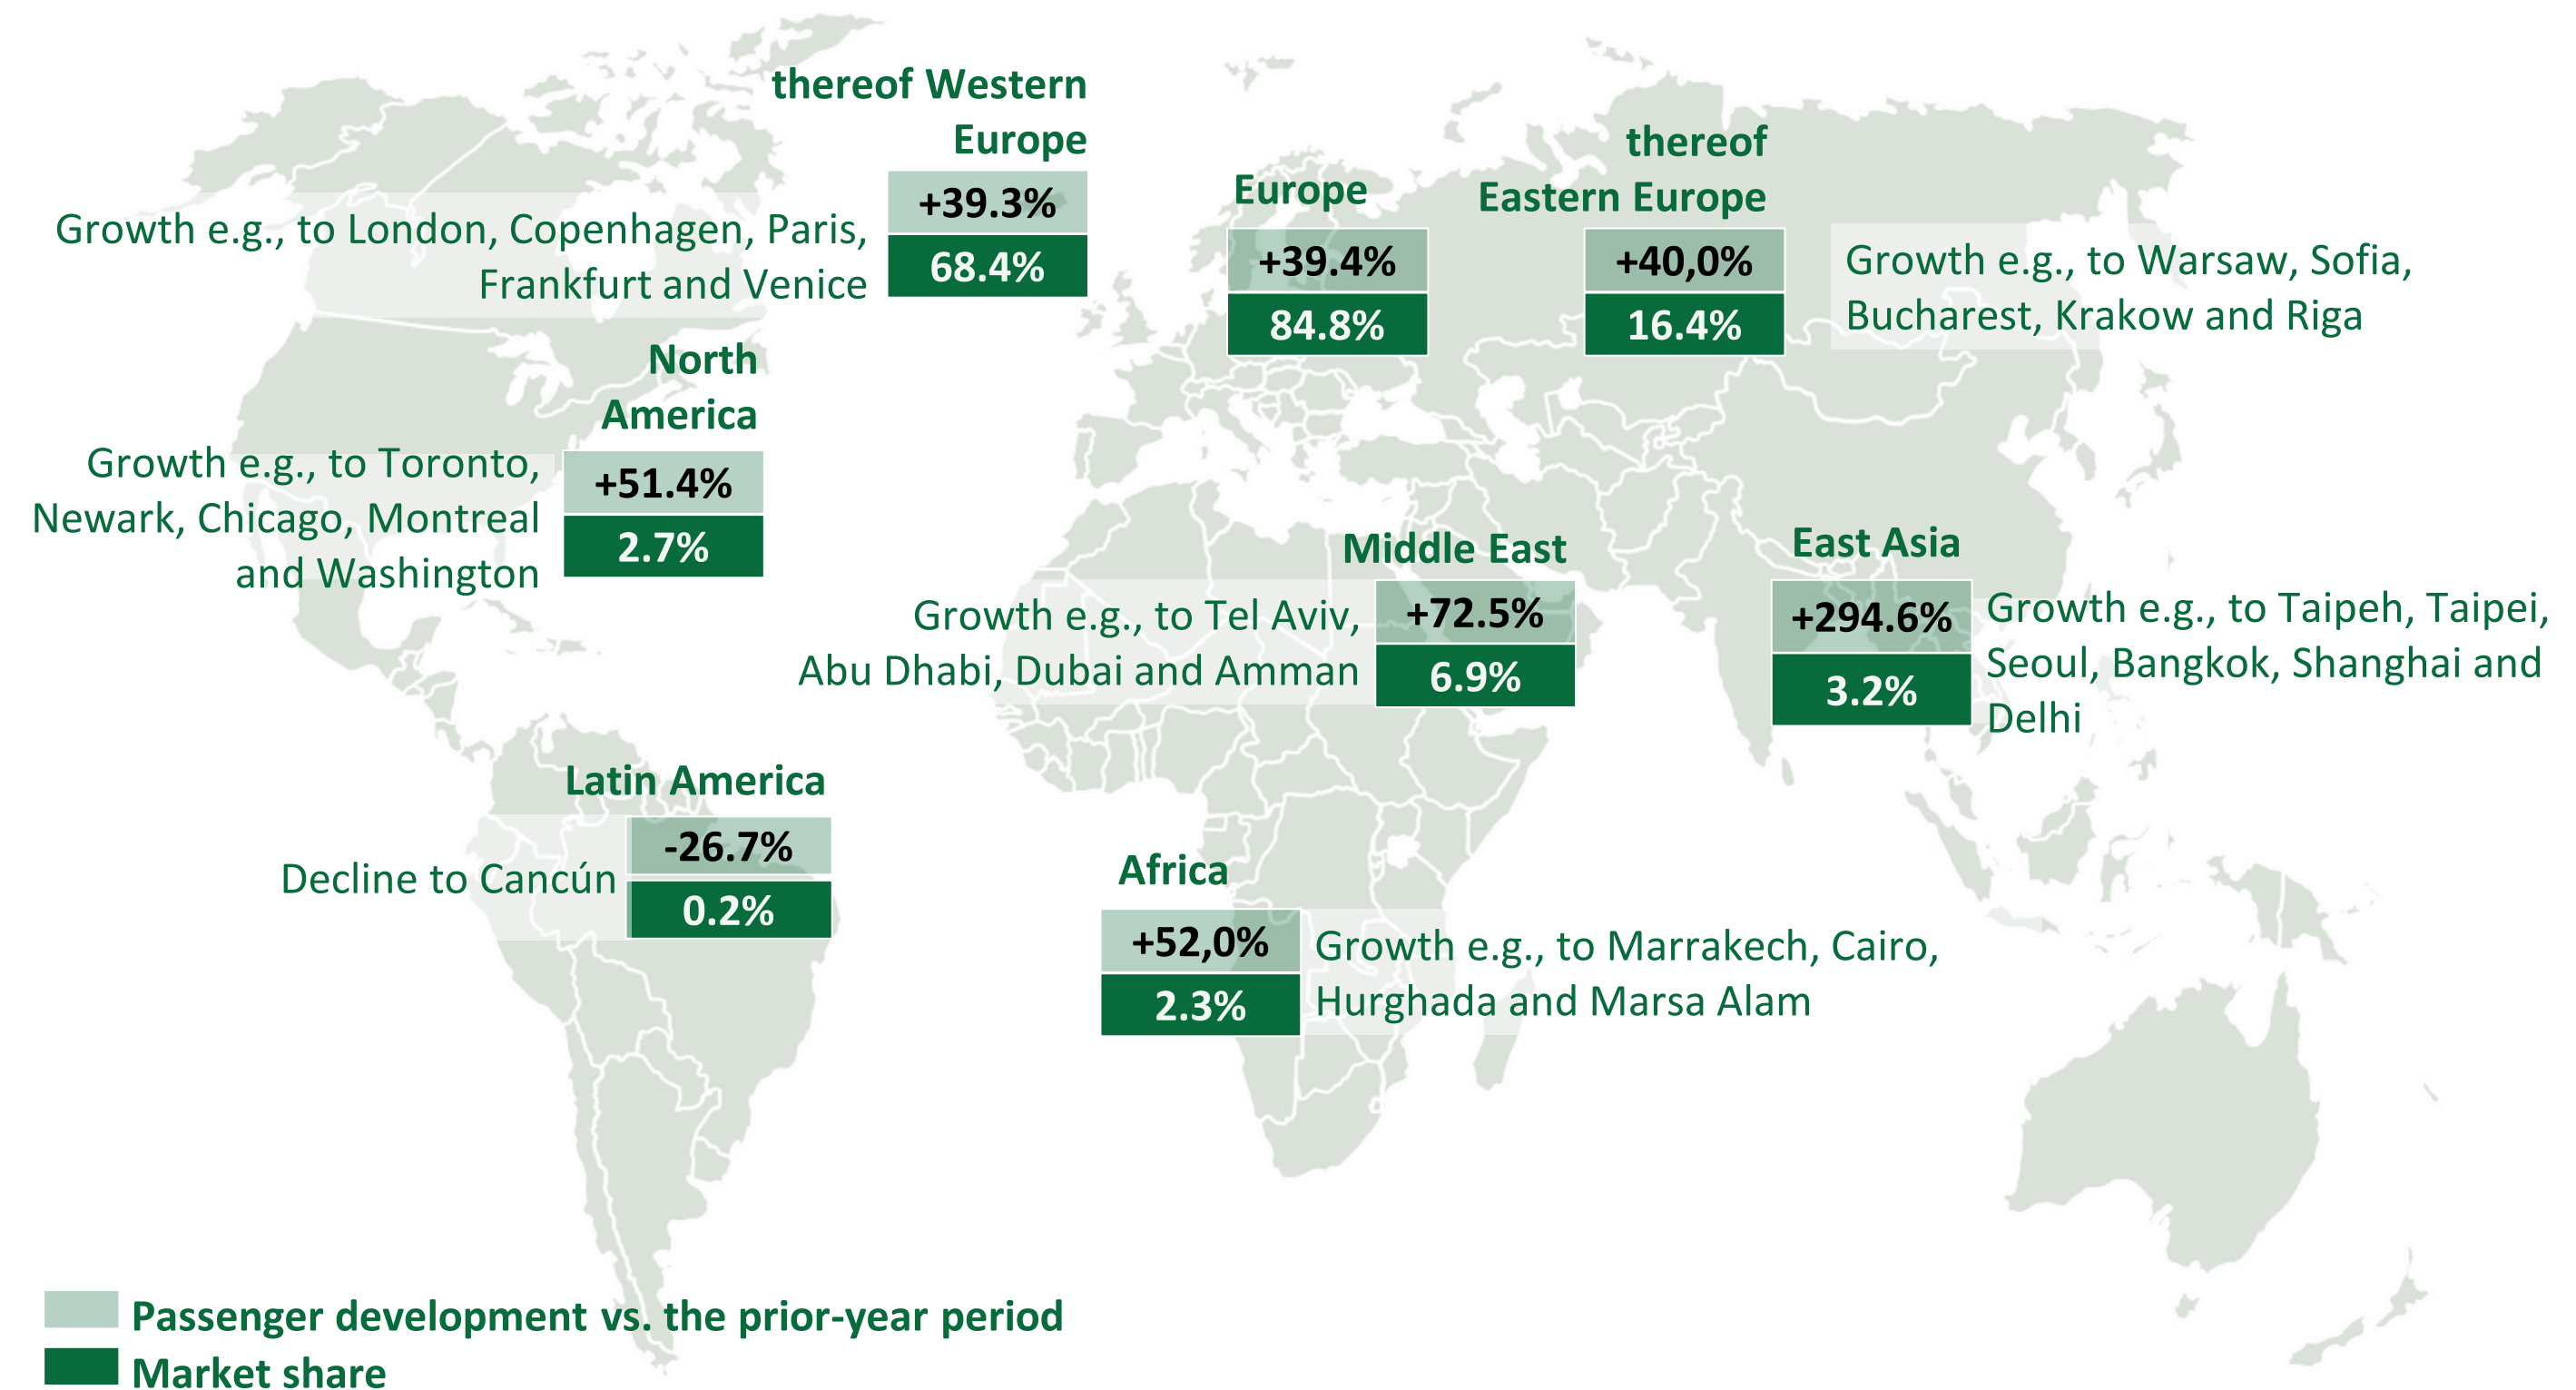 thereof Western
Europe
+39.3%
68.4%
Growth e.g., to London, Copenhagen, Paris,
Frankfurt and Venice
Europe
+39.4%
84.8%
thereof
Eastern Europe
+40,0%
16.4%
Growth e.g., to Warsaw, Sofia,
Bucharest, Krakow and Riga
North
America
+51.4%
2.7%
Growth e.g., to Toronto,
Newark, Chicago, Montreal
and Washington
Middle East
+72.5%
6.9%
Growth e.g., to Tel Aviv,
Abu Dhabi, Dubai and Amman
East Asia
+294.6%
3.2%
Growth e.g., to Taipeh, Taipei,
Seoul, Bangkok, Shanghai and
Delhi
Latin America
-26.7%
0.2%
Decline to Cancún
Africa
+52,0%
2.3%
Growth e.g., to Marrakech, Cairo,
Hurghada and Marsa Alam
Passenger development vs. the prior-year period
Market share